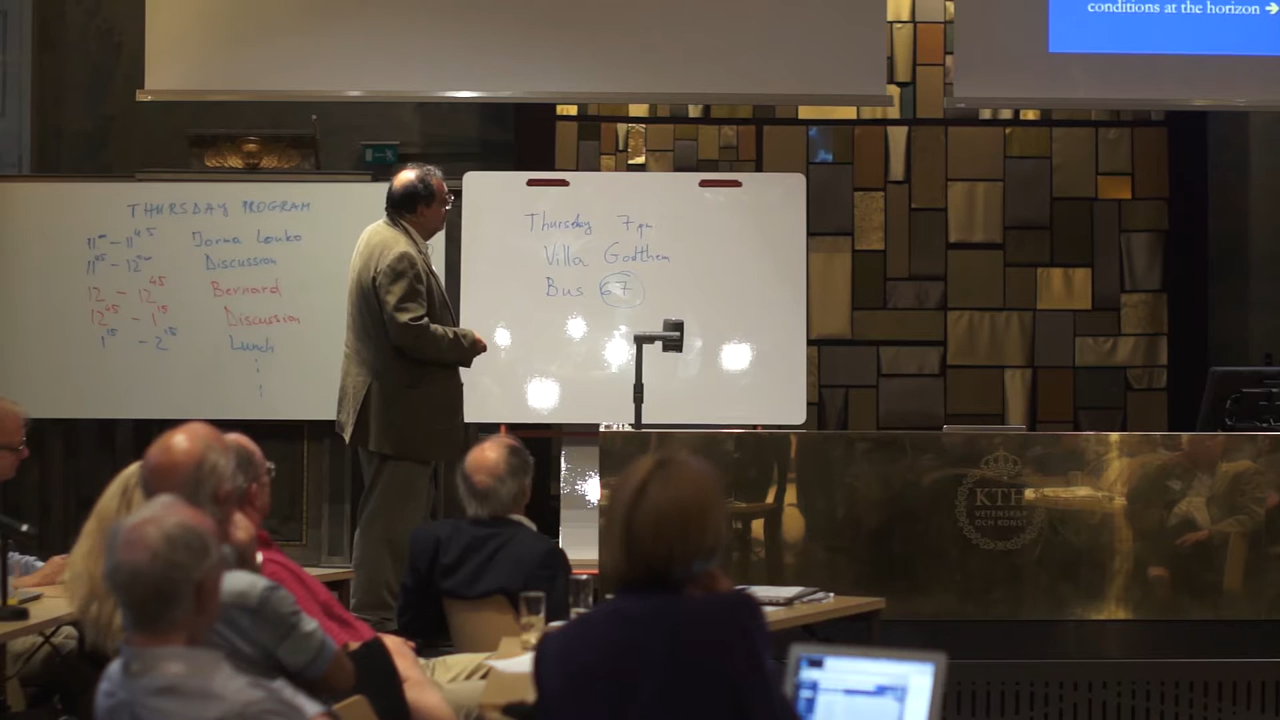 conditions at the horizon →
THURSDAY PROGRAM
11⁰⁰ – 11⁴⁵ Jorma Louko
11⁴⁵ – 12⁰⁰ Discussion
12 – 12⁴⁵ Bernard
12⁴⁵ – 1¹⁵ Discussion
1¹⁵ – 2¹⁵ Lunch
Thursday 7pm
Villa Godthem
Bus 67
KTH
VETENSKAP
OCH KONST